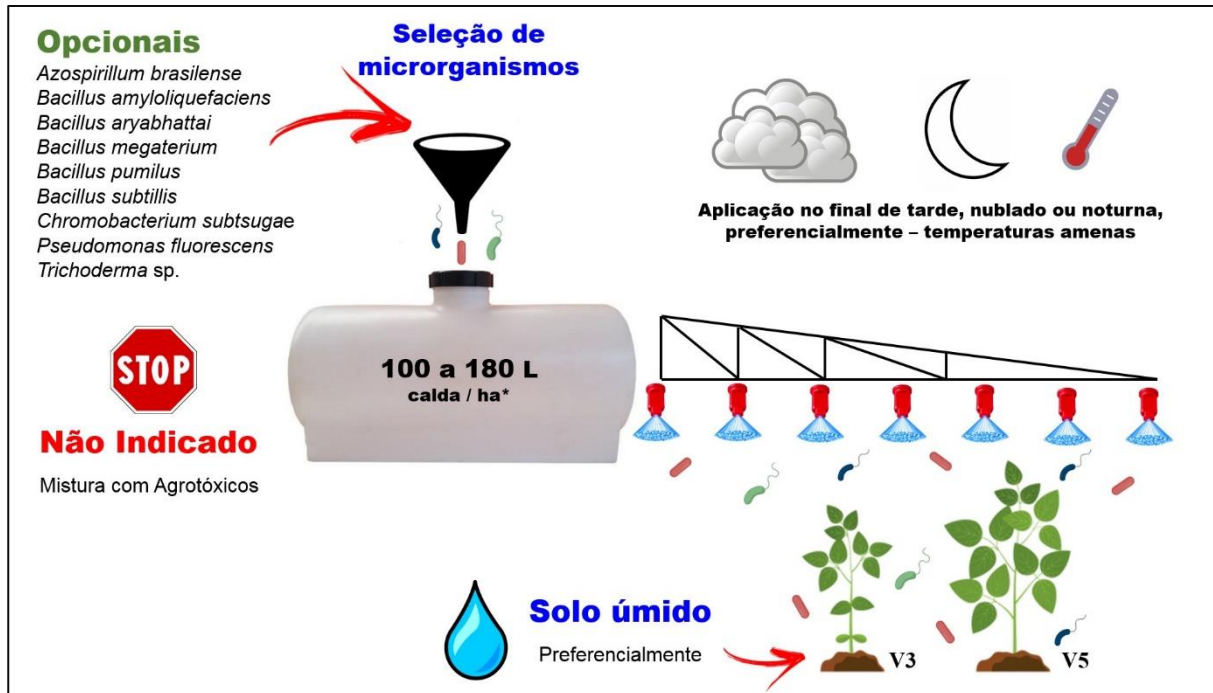 Opcionais
Azospirillum brasilense
Bacillus amyloliquefaciens
Bacillus aryabhattai
Bacillus megaterium
Bacillus pumilus
Bacillus subtillis
Chromobacterium subtsugae
Pseudomonas fluorescens
Trichoderma sp.
Seleção de
microrganismos
Aplicação no final de tarde, nublado ou noturna,
preferencialmente – temperaturas amenas
STOP
Não Indicado
Mistura com Agrotóxicos
100 a 180 L
calda / ha*
Solo úmido
Preferencialmente
V3
V5